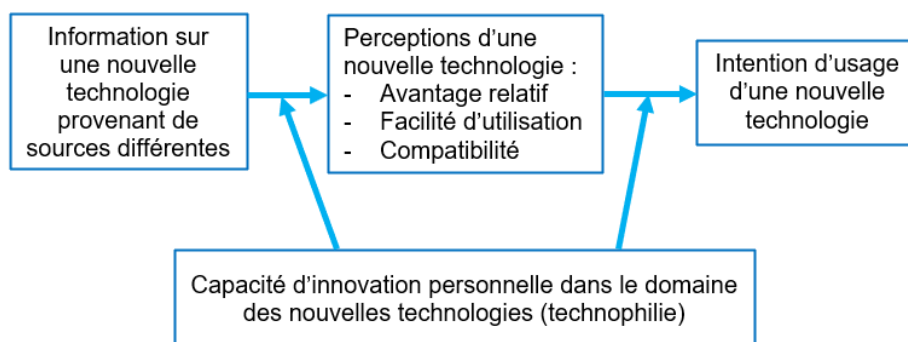 Information sur
une nouvelle
technologie
provenant de
sources différentes
Perceptions d’une
nouvelle technologie :
- Avantage relatif
- Facilité d’utilisation
- Compatibilité
Intention d’usage
d’une nouvelle
technologie
Capacité d’innovation personnelle dans le domaine
des nouvelles technologies (technophilie)